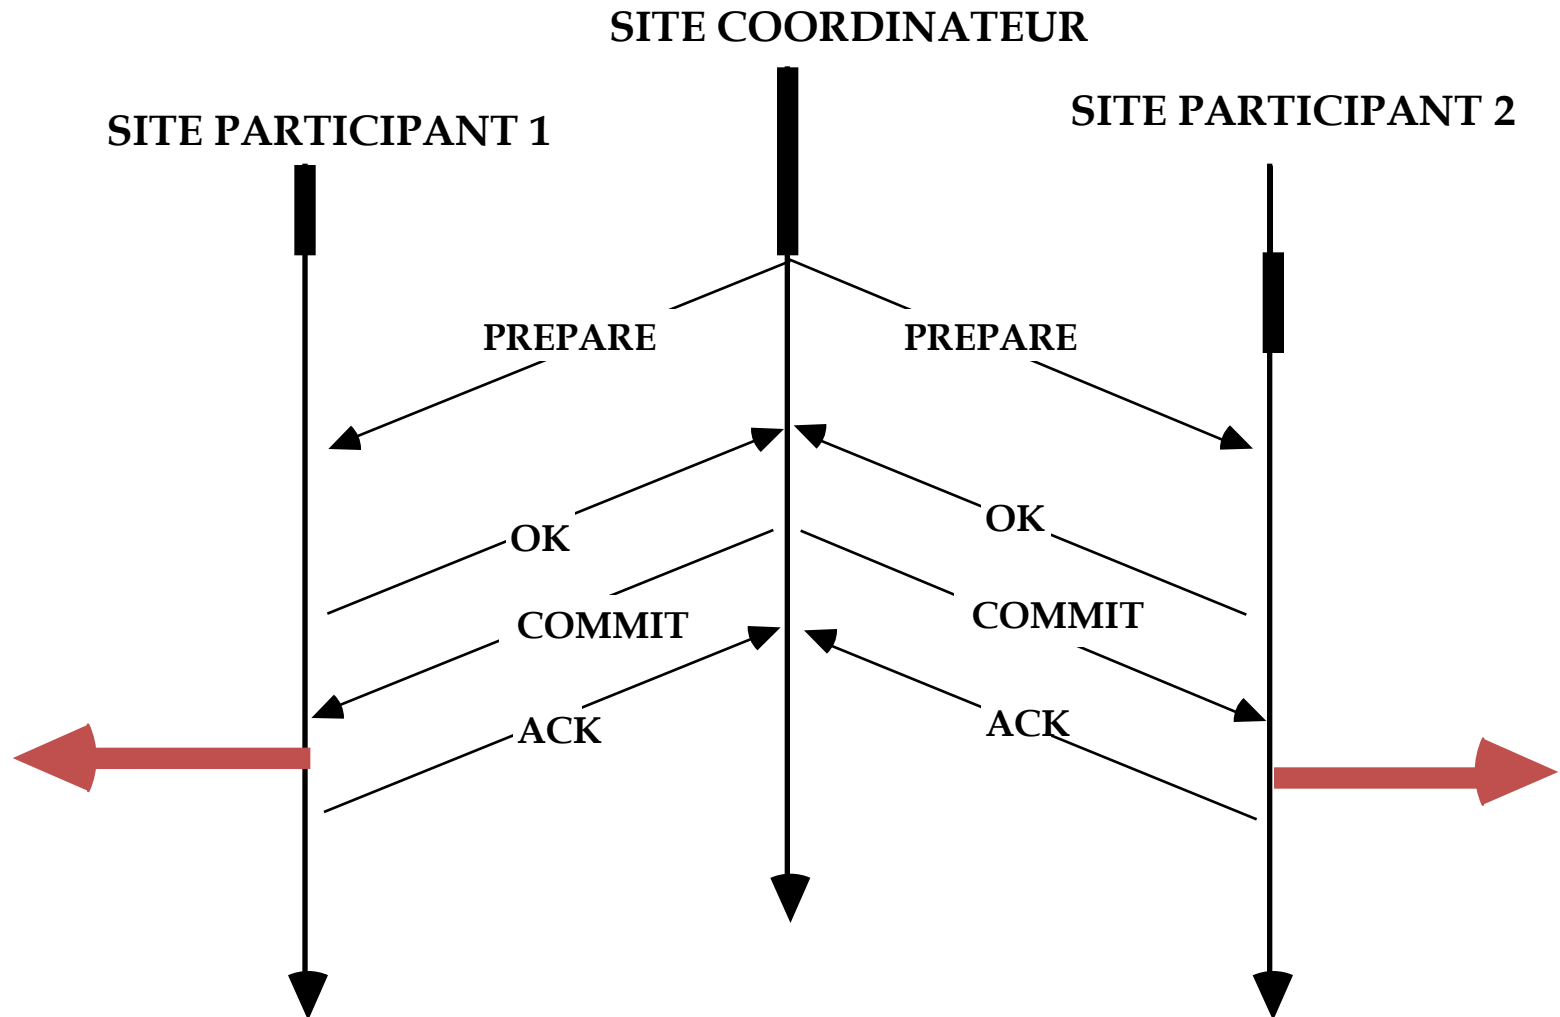 SITE COORDINATEUR
SITE PARTICIPANT 1
SITE PARTICIPANT 2
PREPARE
PREPARE
OK
OK
COMMIT
COMMIT
ACK
ACK